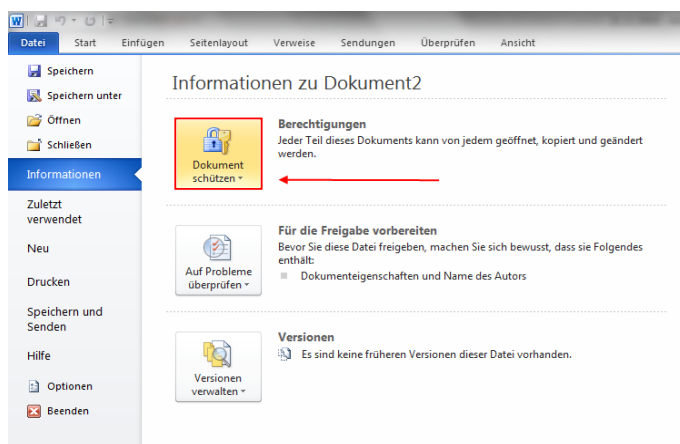 W
Datei Start Einfügen Seitenlayout Verweise Sendungen Überprüfen Ansicht
Speichern
Speichern unter
Öffnen
Schließen
Informationen
Zuletzt
verwendet
Neu
Drucken
Speichern und
Senden
Hilfe
Optionen
Beenden
Informationen zu Dokument2
Dokument
schützen
Berechtigungen
Jeder Teil dieses Dokuments kann von jedem geöffnet, kopiert und geändert
werden.
Auf Probleme
überprüfen
Für die Freigabe vorbereiten
Bevor Sie diese Datei freigeben, machen Sie sich bewusst, dass sie Folgendes
enthält:
Dokumenteigenschaften und Name des Autors
Versionen
verwalten
Versionen
Es sind keine früheren Versionen dieser Datei vorhanden.